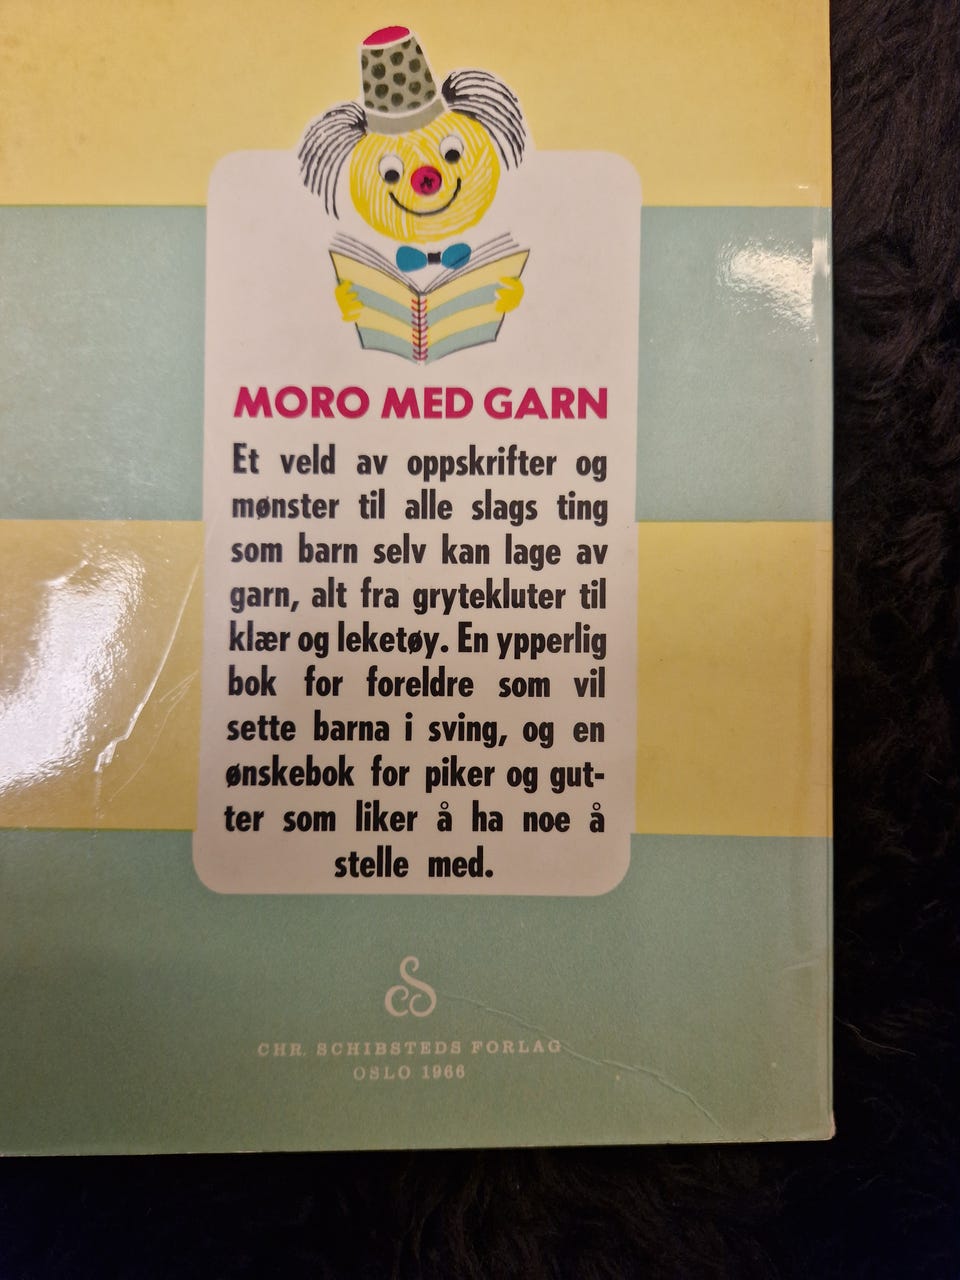 MORO MED GARN
Et veld av oppskrifter og
mønster til alle slags ting
som barn selv kan lage av
garn, alt fra grytekluter til
klær og leketøy. En ypperlig
bok for foreldre som vil
sette barna i sving, og en
ønskebok for piker og gut-
ter som liker å ha noe å
stelle med.
CS
CHR. SCHIBSTEDS FORLAG
OSLO 1966